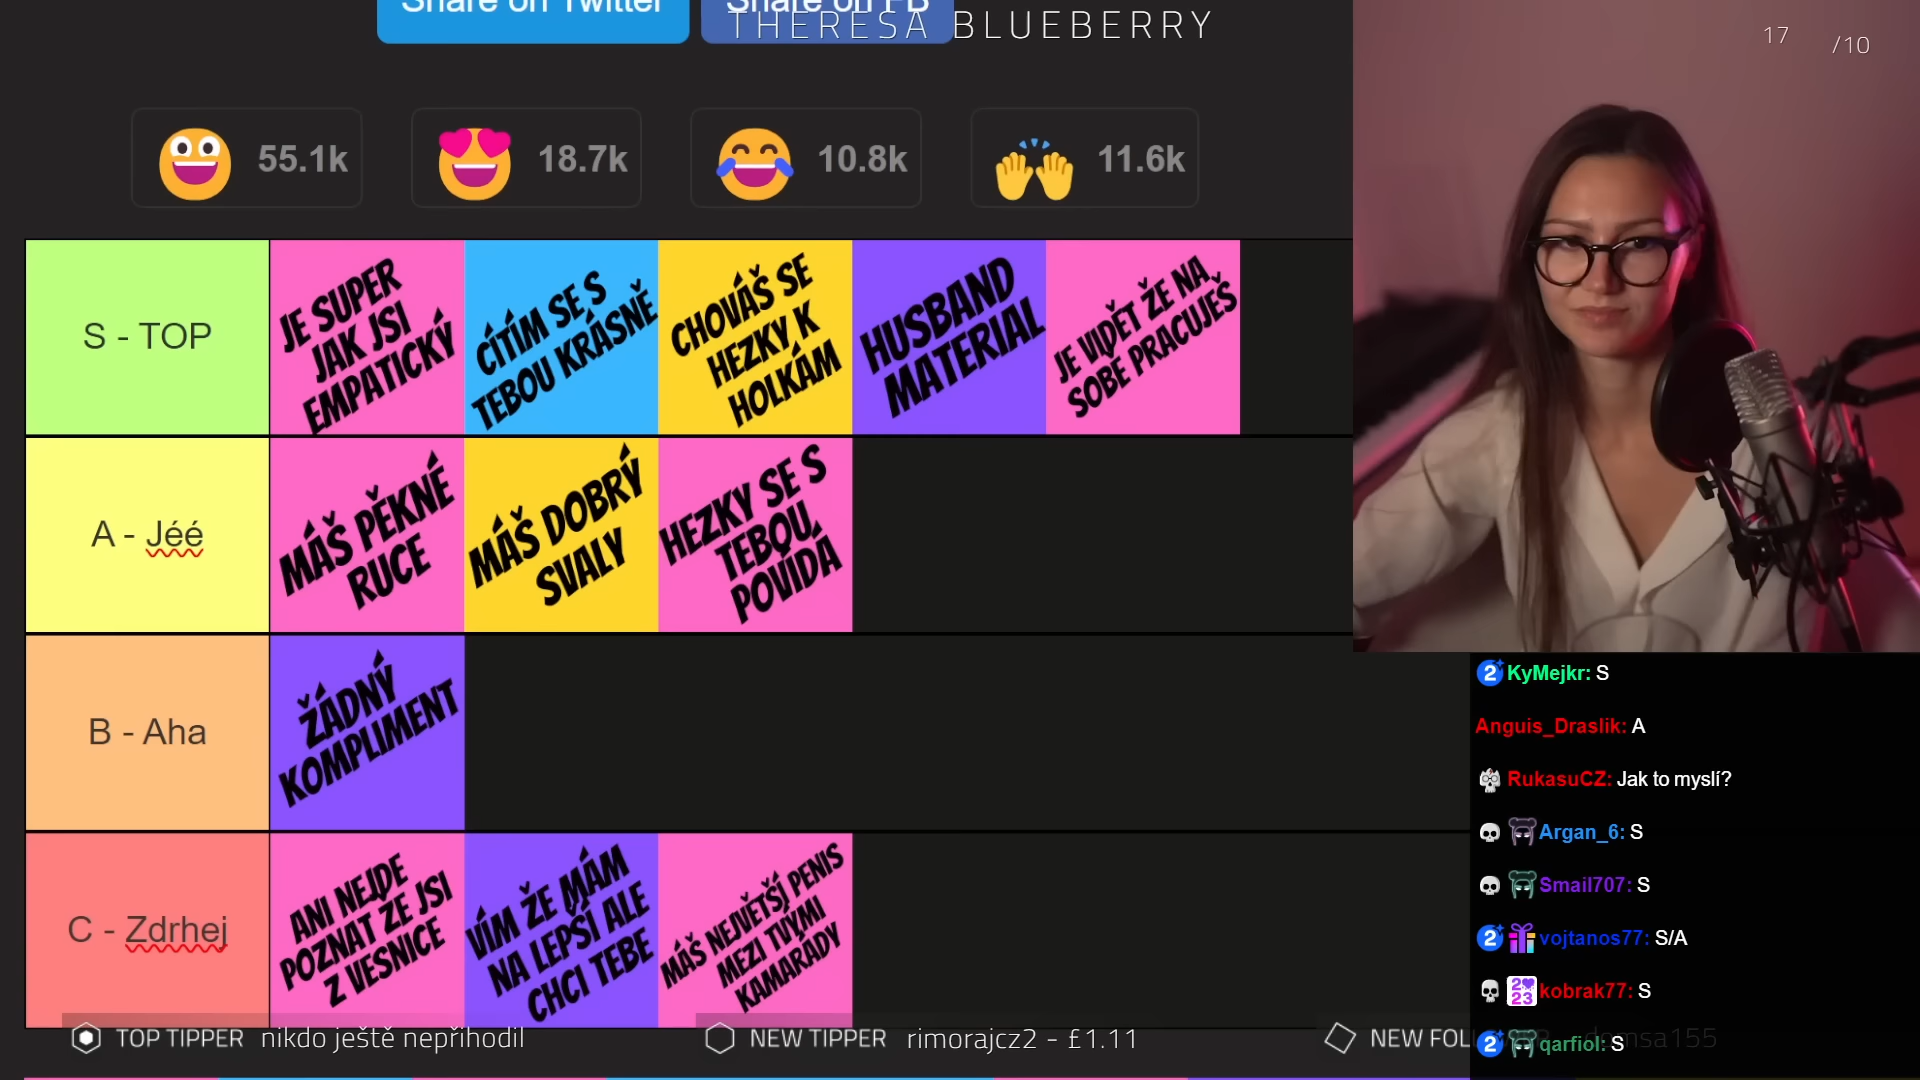 Share on Twitter
Share on FB
THERESA BLUEBERRY
17
/10
55.1k
18.7k
10.8k
11.6k
S - TOP
JE SUPER
JAK JSI
EMPATICKÝ
CÍTÍM SE S
TEBOU KRÁSNĚ
CHOVÁŠ SE
HEZKY K
HOLKÁM
HUSBAND
MATERIAL
JE VIDĚT ŽE NA
SOBĚ PRACUJEŠ
A - Jéé
MÁŠ PĚKNÉ
RUCE
MÁŠ DOBRÝ
SVALY
HEZKY SE S
TEBOU
POVÍDÁ
B - Aha
ŽÁDNÝ
KOMPLIMENT
C - Zdrhej
ANI NEJDE
POZNAT ŽE JSI
Z VESNICE
VÍM ŽE MÁM
NA LEPŠÍ ALE
CHCI TEBE
MÁŠ NEJVĚTŠÍ PENIS
MEZI TVÝMI
KAMARÁDY
KyMejkr: S
Anguis_Draslik: A
RukasuCZ: Jak to myslí?
Argan_6: S
Smail707: S
vojtanos77: S/A
kobrak77: S
qarfiol: S
TOP TIPPER nikdo ještě nepřihodil
NEW TIPPER rimorajcz2 - £1.11